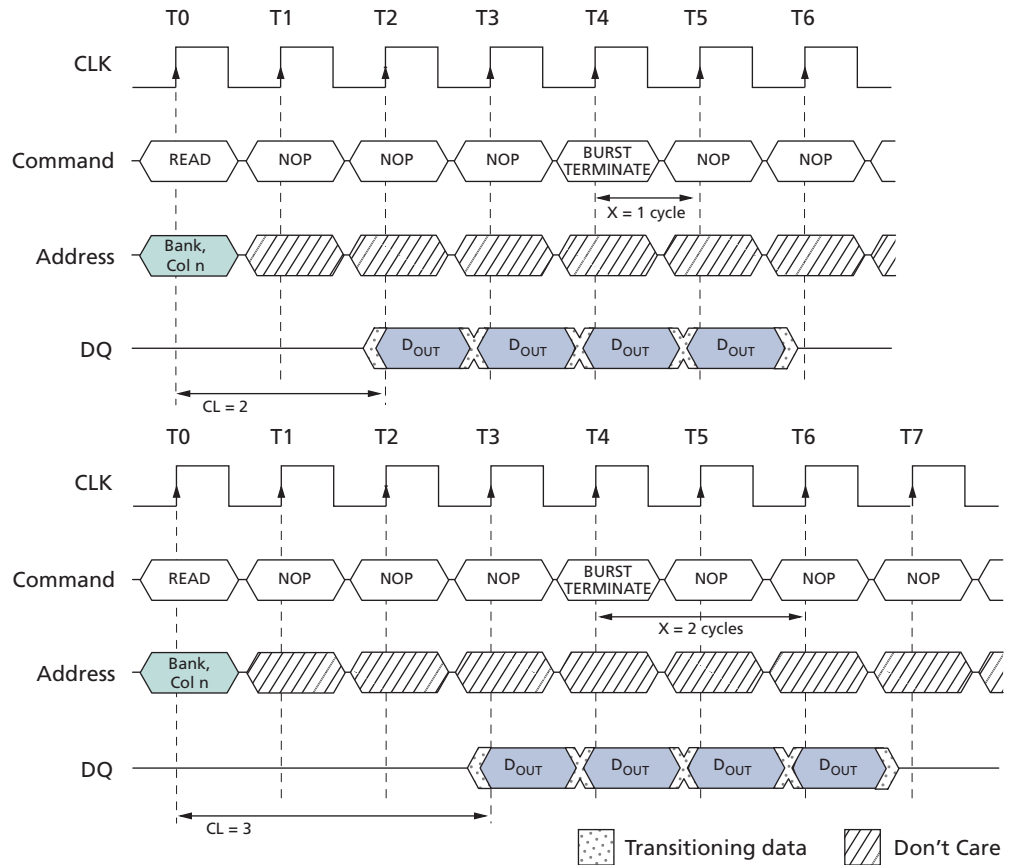 T0 T1 T2 T3 T4 T5 T6
CLK
Command READ NOP NOP NOP BURST TERMINATE NOP NOP
X = 1 cycle
Address Bank, Col n
DQ DOUT DOUT DOUT DOUT
CL = 2
T0 T1 T2 T3 T4 T5 T6 T7
CLK
Command READ NOP NOP NOP BURST TERMINATE NOP NOP NOP
X = 2 cycles
Address Bank, Col n
DQ DOUT DOUT DOUT DOUT
CL = 3
Transitioning data Don't Care